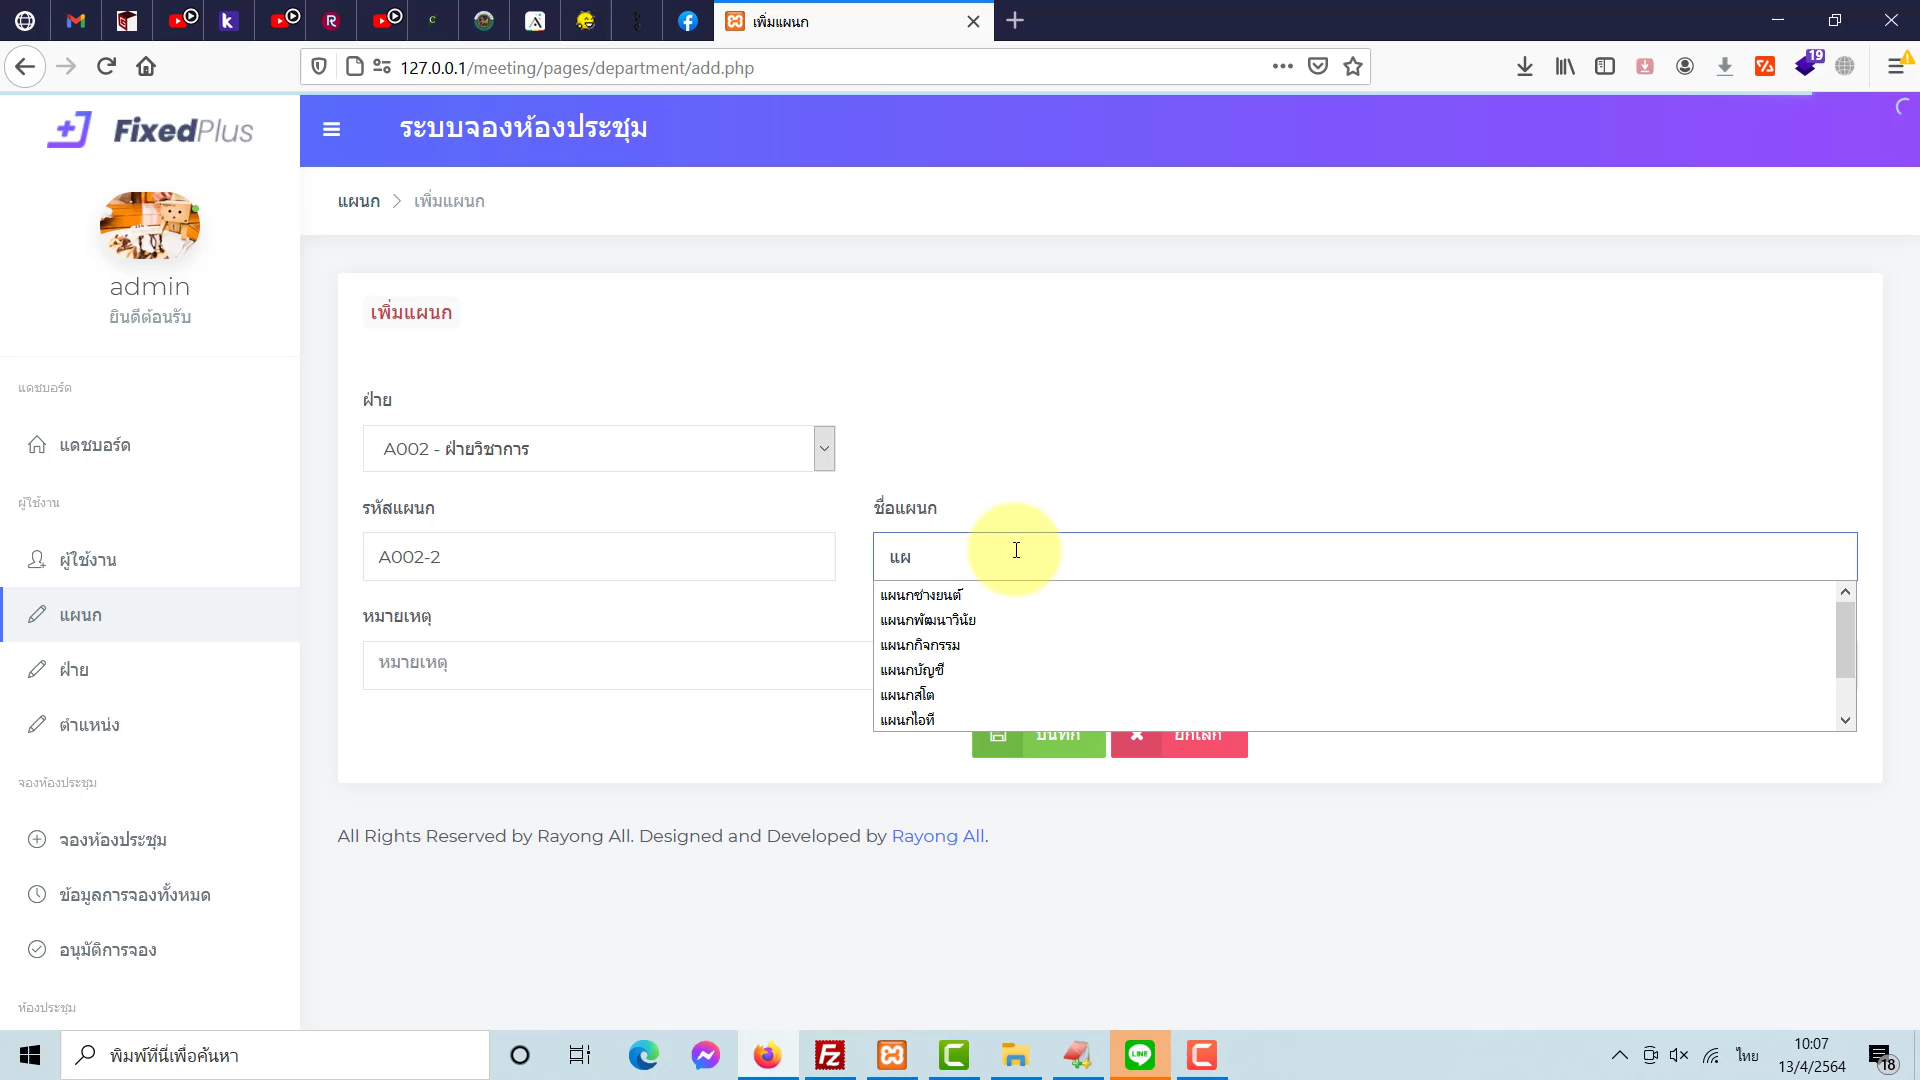 เพิ่มแผนก
127.0.0.1/meeting/pages/department/add.php
19
FixedPlus
ระบบจองห้องประชุม
แผนก > เพิ่มแผนก
admin
ยินดีต้อนรับ
เพิ่มแผนก
แดชบอร์ด
ฝ่าย
แดชบอร์ด
A002 - ฝ่ายวิชาการ
ผู้ใช้งาน
รหัสแผนก
ชื่อแผนก
ผู้ใช้งาน
A002-2
แผ
แผนกช่างยนต์
แผนก
หมายเหตุ
แผนกพัฒนาวินัย
แผนกกิจกรรม
ฝ่าย
หมายเหตุ
แผนกบัญชี
แผนกสโต
ตำแหน่ง
แผนกไอที
บันทึก
ยกเลิก
จองห้องประชุม
จองห้องประชุม
All Rights Reserved by Rayong All. Designed and Developed by Rayong All.
ข้อมูลการจองทั้งหมด
อนุมัติการจอง
ห้องประชุม
พิมพ์ที่นี่เพื่อค้นหา
ไทย
10:07
13/4/2564
18